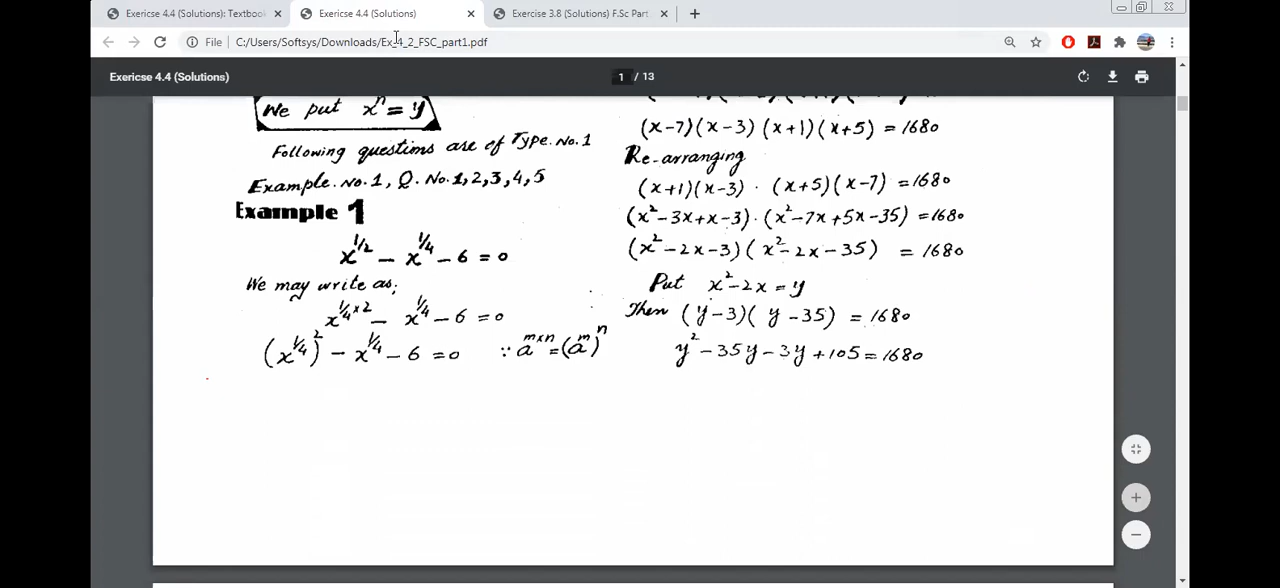 Exericse 4.4 (Solutions): Textbook
Exericse 4.4 (Solutions)
Exercise 3.8 (Solutions) F.Sc Part
File
C:/Users/Softsys/Downloads/Ex_4_2_FSC_part1.pdf
Exericse 4.4 (Solutions)
1 / 13
We put xⁿ = y
Following questims are of Type. No. 1
Example. No. 1, Q. No. 1,2,3,4,5
Example 1
x^{1/2} - x^{1/4} - 6 = 0
We may write as;
x^{1/4 × 2} - x^{1/4} - 6 = 0
(x^{1/4})² - x^{1/4} - 6 = 0 ∵ a^{m×n} = (a^m)^n
(x-7)(x-3)(x+1)(x+5) = 1680
Re-arranging
(x+1)(x-3) · (x+5)(x-7) = 1680
(x²-3x+x-3) · (x²-7x+5x-35) = 1680
(x²-2x-3)(x²-2x-35) = 1680
Put x²-2x = y
Then (y-3)(y-35) = 1680
y²-35y-3y+105 = 1680